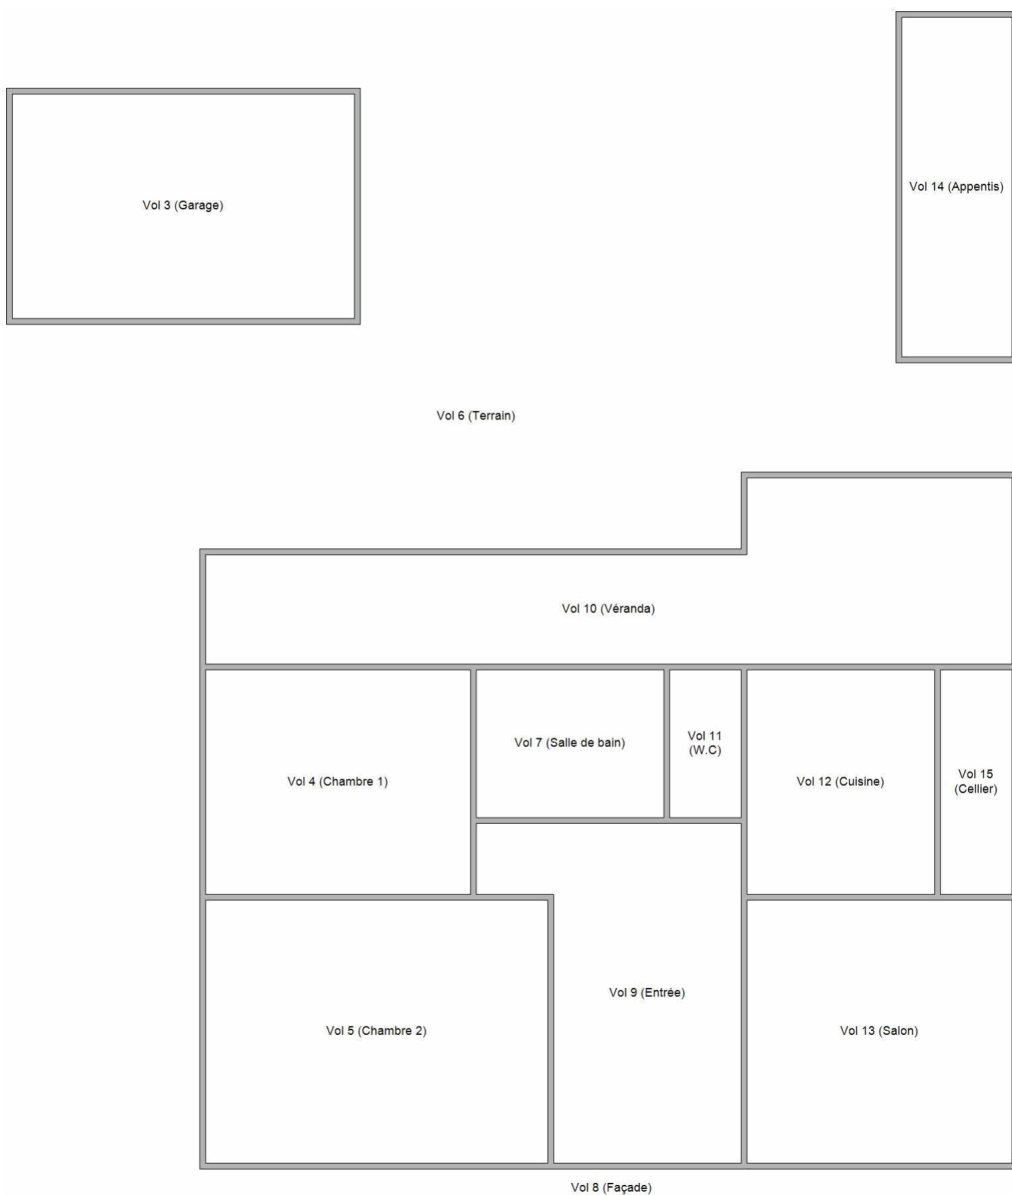 Vol 14 (Appentis)
Vol 3 (Garage)
Vol 6 (Terrain)
Vol 10 (Véranda)
Vol 4 (Chambre 1)
Vol 7 (Salle de bain)
Vol 11
(W.C)
Vol 12 (Cuisine)
Vol 15
(Cellier)
Vol 5 (Chambre 2)
Vol 9 (Entrée)
Vol 13 (Salon)
Vol 8 (Façade)